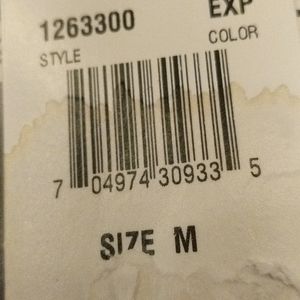 1263300 EXP
STYLE COLOR
7 04974 30933 5
SIZE M